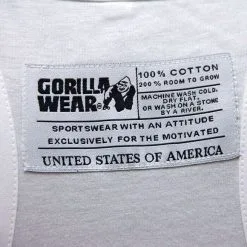 GORILLA
WEAR®
100% COTTON
200% ROOM TO GROW
MACHINE WASH COLD.
DRY FLAT.
OR WASH ON A STONE
BY A RIVER.
SPORTSWEAR WITH AN ATTITUDE
EXCLUSIVELY FOR THE MOTIVATED
UNITED STATES OF AMERICA